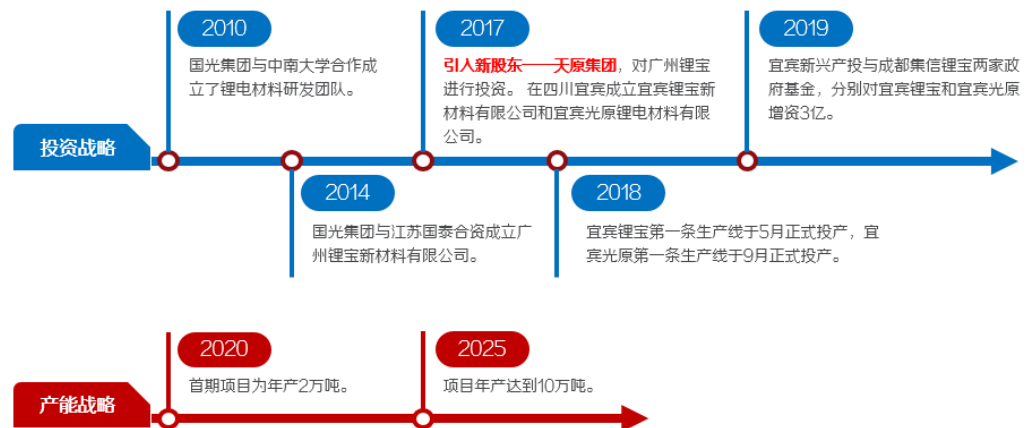 2010
国光集团与中南大学合作成
立了锂电材料研发团队。
2017
引入新股东——天原集团，对广州锂宝
进行投资。 在四川宜宾成立宜宾锂宝新
材料有限公司和宜宾光原锂电材料有限
公司。
2019
宜宾新兴产投与成都集信锂宝两家政
府基金，分别对宜宾锂宝和宜宾光原
增资3亿。
投资战略
2014
国光集团与江苏国泰合资成立广
州锂宝新材料有限公司。
2018
宜宾锂宝第一条生产线于5月正式投产，宜
宾光原第一条生产线于9月正式投产。
2020
首期项目为年产2万吨。
2025
项目年产达到10万吨。
产能战略